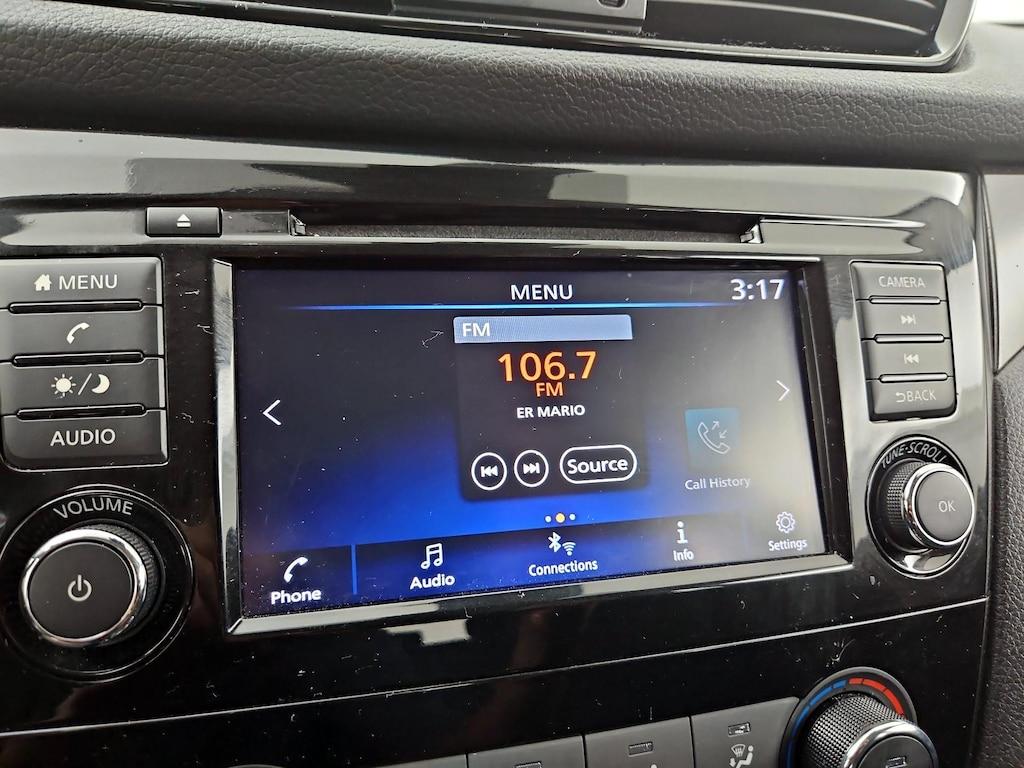 MENU
AUDIO
VOLUME
MENU
3:17
FM
106.7
FM
ER MARIO
Source
Call History
Phone
Audio
Connections
Info
Settings
CAMERA
BACK
TUNE·SCROLL
OK